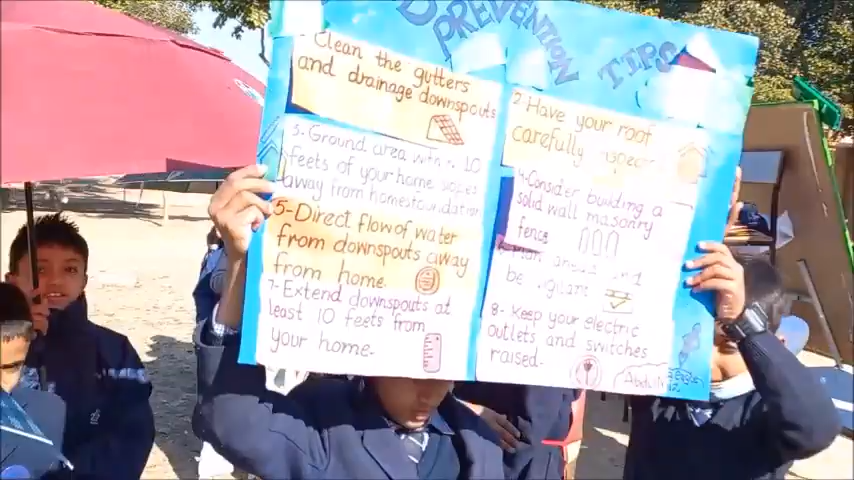 PREVENTION TIPS
Clean the gutters
and drainage downspouts
2- Have your roof
carefully
3- Ground area with n 10
feets of your home slopes
away from homes foundation
4- Consider building a
solid wall masonry
fence
5- Direct flow of water
from downspouts away
from home
and
be vigilant
7- Extend downspouts at
least 10 feets from
your home.
8- Keep your electric
outlets and switches
raised.